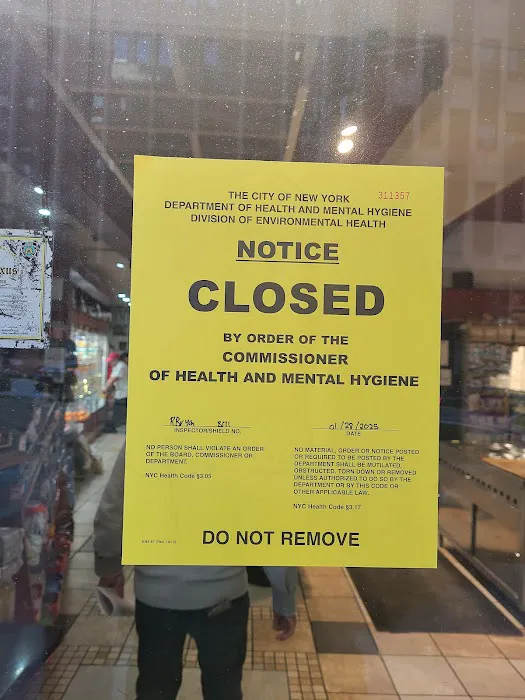 311357
THE CITY OF NEW YORK
DEPARTMENT OF HEALTH AND MENTAL HYGIENE
DIVISION OF ENVIRONMENTAL HEALTH
NOTICE
CLOSED
BY ORDER OF THE
COMMISSIONER
OF HEALTH AND MENTAL HYGIENE
INSPECTOR/SHIELD NO.
NO PERSON SHALL VIOLATE AN ORDER
OF THE BOARD, COMMISSIONER OR
DEPARTMENT.
NYC Health Code §3.05
01/28/2025
DATE
NO MATERIAL, ORDER OR NOTICE POSTED
OR REQUIRED TO BE POSTED BY THE
DEPARTMENT SHALL BE MUTILATED,
OBSTRUCTED, TORN DOWN OR REMOVED
UNLESS AUTHORIZED TO DO SO BY THE
DEPARTMENT OR BY THIS CODE OR
OTHER APPLICABLE LAW.
NYC Health Code §3.17
DO NOT REMOVE